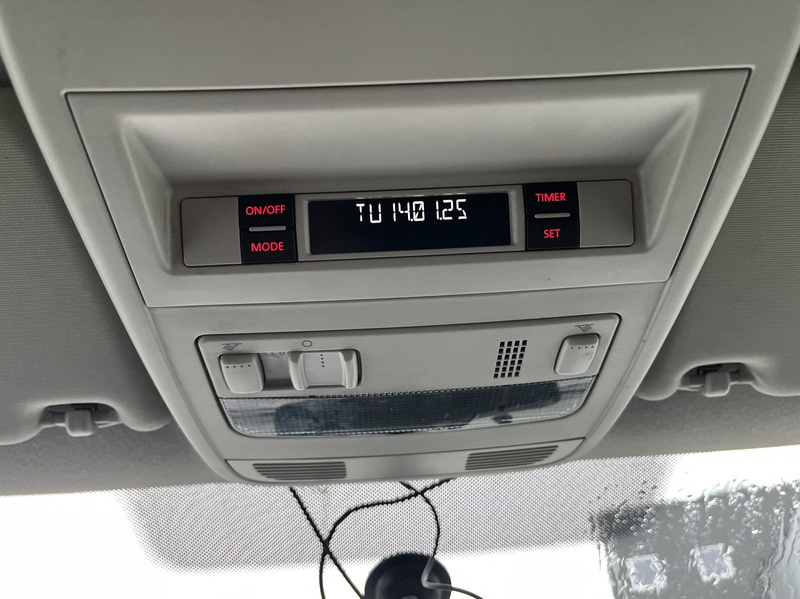 ON/OFF
TU 14.01.25
TIMER
MODE
SET